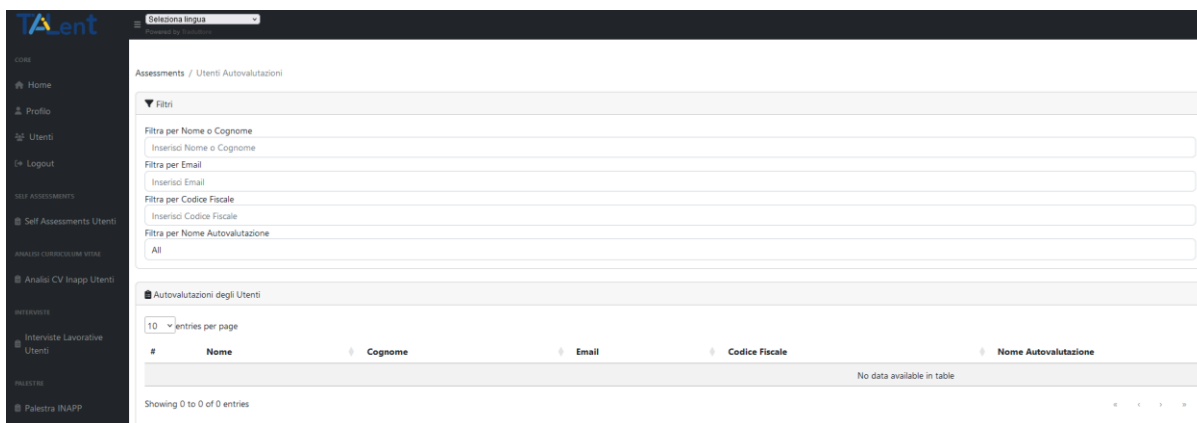 TALent
Seleziona lingua
Powered by
CORE
Home
Profilo
Utenti
Logout
SELF ASSESSMENTS
Self Assessments Utenti
ANALISI CURRICULUM VITAE
Analisi CV Inapp Utenti
INTERVISTE
Interviste Lavorative
Utenti
PALESTRE
Palestra INAPP
Assessments / Utenti Autovalutazioni
Filtri
Filtra per Nome o Cognome
Inserisci Nome o Cognome
Filtra per Email
Inserisci Email
Filtra per Codice Fiscale
Inserisci Codice Fiscale
Filtra per Nome Autovalutazione
All
Autovalutazioni degli Utenti
10 entries per page
# Nome Cognome Email Codice Fiscale Nome Autovalutazione
No data available in table
Showing 0 to 0 of 0 entries
« ‹ › »